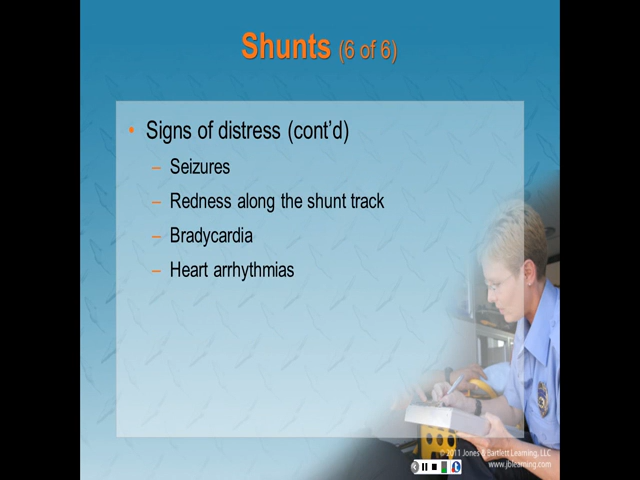 Shunts (6 of 6)
• Signs of distress (cont'd)
– Seizures
– Redness along the shunt track
– Bradycardia
– Heart arrhythmias
© 2011 Jones & Bartlett Learning, LLC
www.jblearning.com